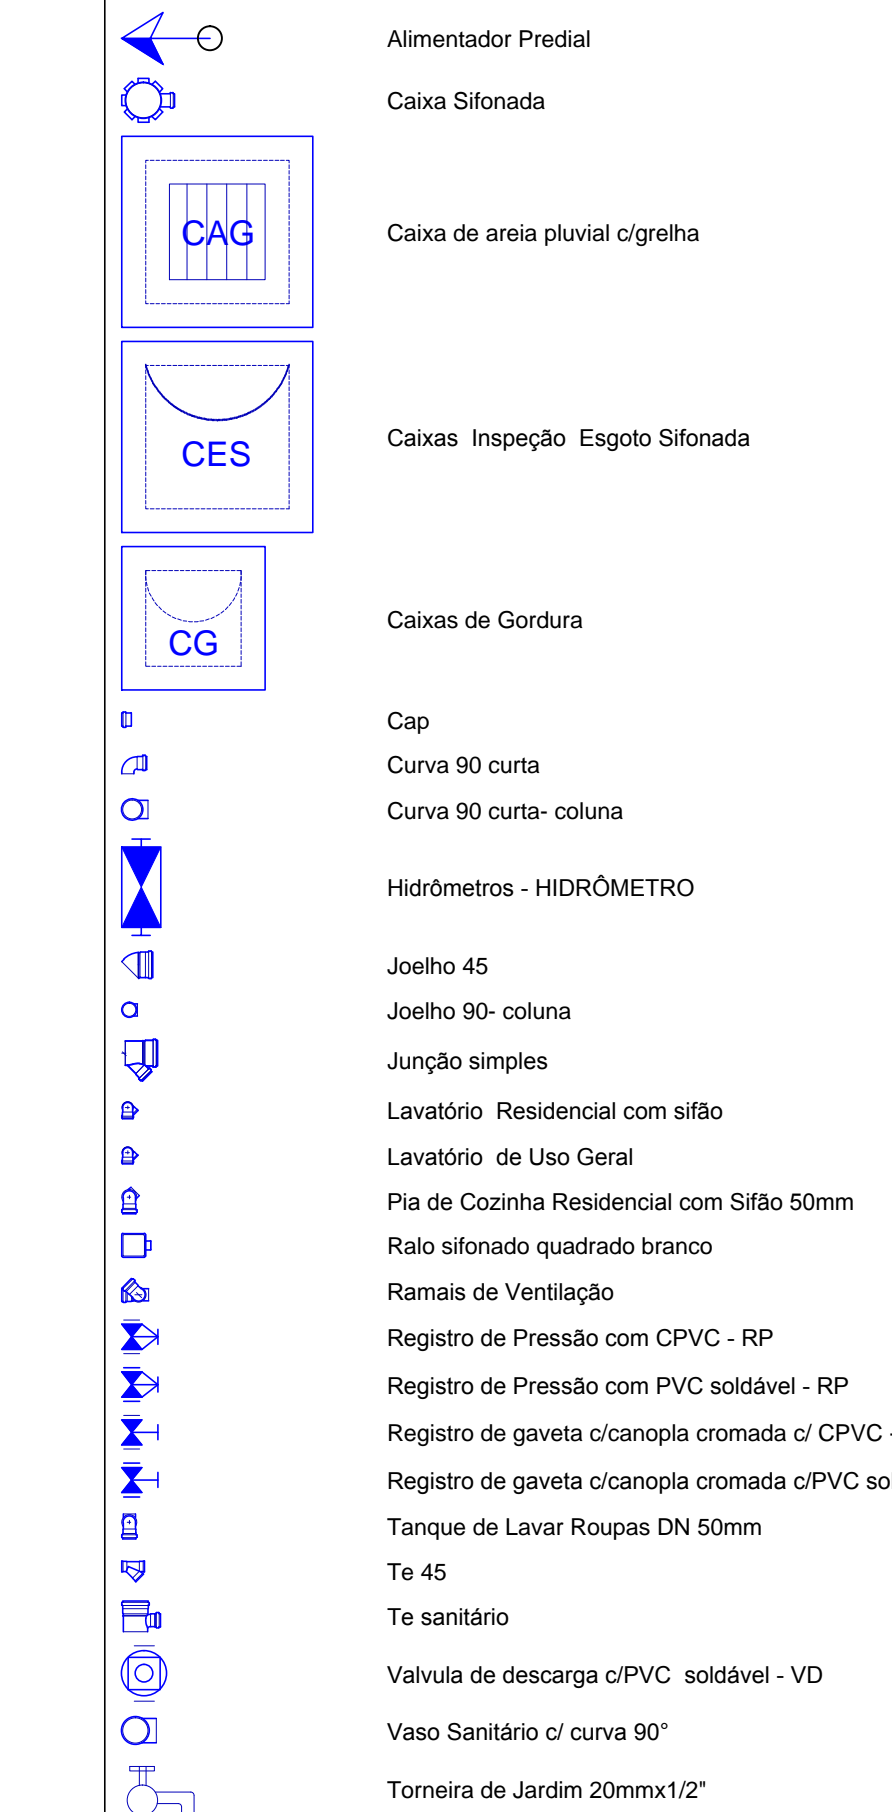 Alimentador Predial
Caixa Sifonada
CAG
Caixa de areia pluvial c/grelha
CES
Caixas Inspeção Esgoto Sifonada
CG
Caixas de Gordura
Cap
Curva 90 curta
Curva 90 curta- coluna
Hidrômetros - HIDRÔMETRO
Joelho 45
Joelho 90- coluna
Junção simples
Lavatório Residencial com sifão
Lavatório de Uso Geral
Pia de Cozinha Residencial com Sifão 50mm
Ralo sifonado quadrado branco
Ramais de Ventilação
Registro de Pressão com CPVC - RP
Registro de Pressão com PVC soldável - RP
Registro de gaveta c/canopla cromada c/ CPVC -
Registro de gaveta c/canopla cromada c/PVC so
Tanque de Lavar Roupas DN 50mm
Te 45
Te sanitário
Valvula de descarga c/PVC soldável - VD
Vaso Sanitário c/ curva 90°
Torneira de Jardim 20mmx1/2"